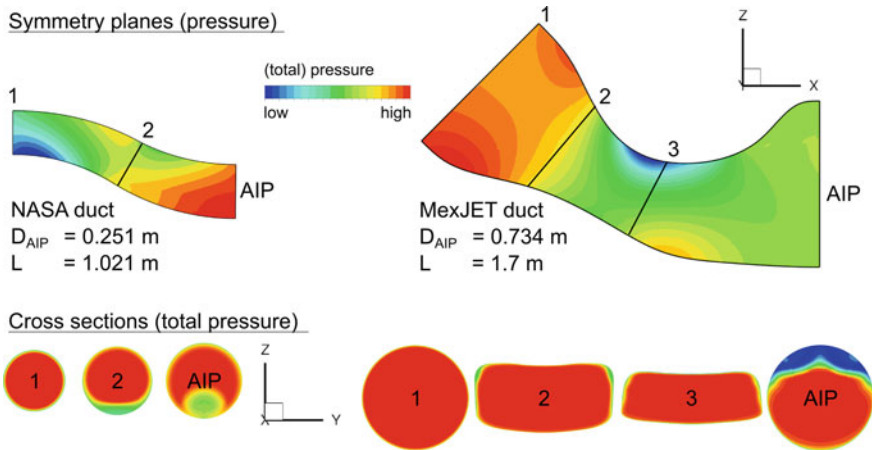 Symmetry planes (pressure)
1
2
AIP
NASA duct
D_AIP = 0.251 m
L = 1.021 m
(total) pressure
low high
1
2
3
AIP
MexJET duct
D_AIP = 0.734 m
L = 1.7 m
Z
Y X
Cross sections (total pressure)
1 2 AIP
Z
X Y
1 2 3 AIP